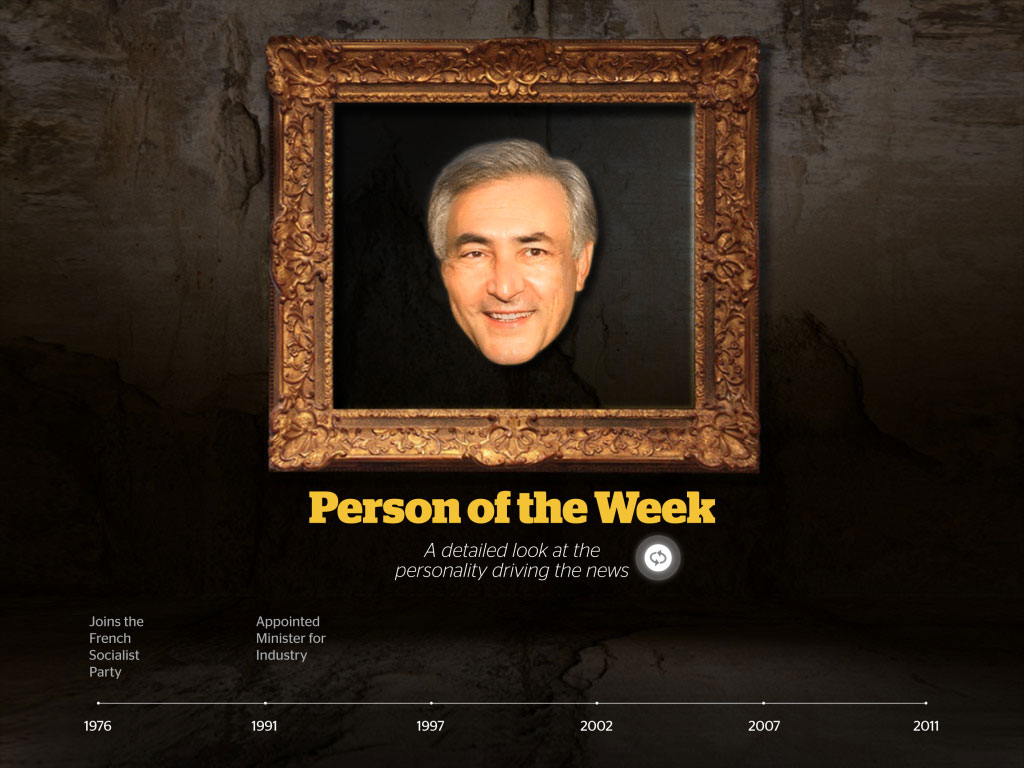 Person of the Week
A detailed look at the
personality driving the news
Joins the
French
Socialist
Party
Appointed
Minister for
Industry
1976
1991
1997
2002
2007
2011